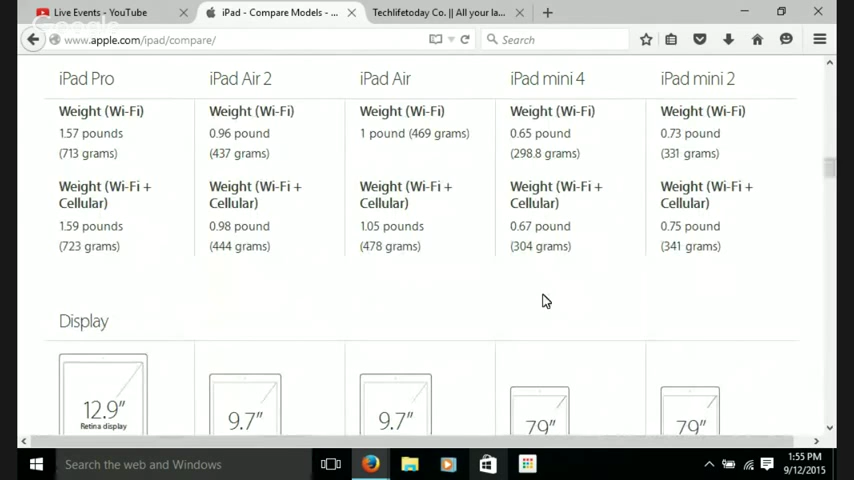 Live Events - YouTube
iPad - Compare Models - ...
Techlifetoday Co. || All your la...
Google
www.apple.com/ipad/compare/
Search
iPad Pro
iPad Air 2
iPad Air
iPad mini 4
iPad mini 2
Weight (Wi-Fi)
Weight (Wi-Fi)
Weight (Wi-Fi)
Weight (Wi-Fi)
Weight (Wi-Fi)
1.57 pounds
0.96 pound
1 pound (469 grams)
0.65 pound
0.73 pound
(713 grams)
(437 grams)
(298.8 grams)
(331 grams)
Weight (Wi-Fi +
Weight (Wi-Fi +
Weight (Wi-Fi +
Weight (Wi-Fi +
Weight (Wi-Fi +
Cellular)
Cellular)
Cellular)
Cellular)
Cellular)
1.59 pounds
0.98 pound
1.05 pounds
0.67 pound
0.75 pound
(723 grams)
(444 grams)
(478 grams)
(304 grams)
(341 grams)
Display
12.9"
Retina display
9.7"
9.7"
7.9"
7.9"
Search the web and Windows
1:55 PM
9/12/2015